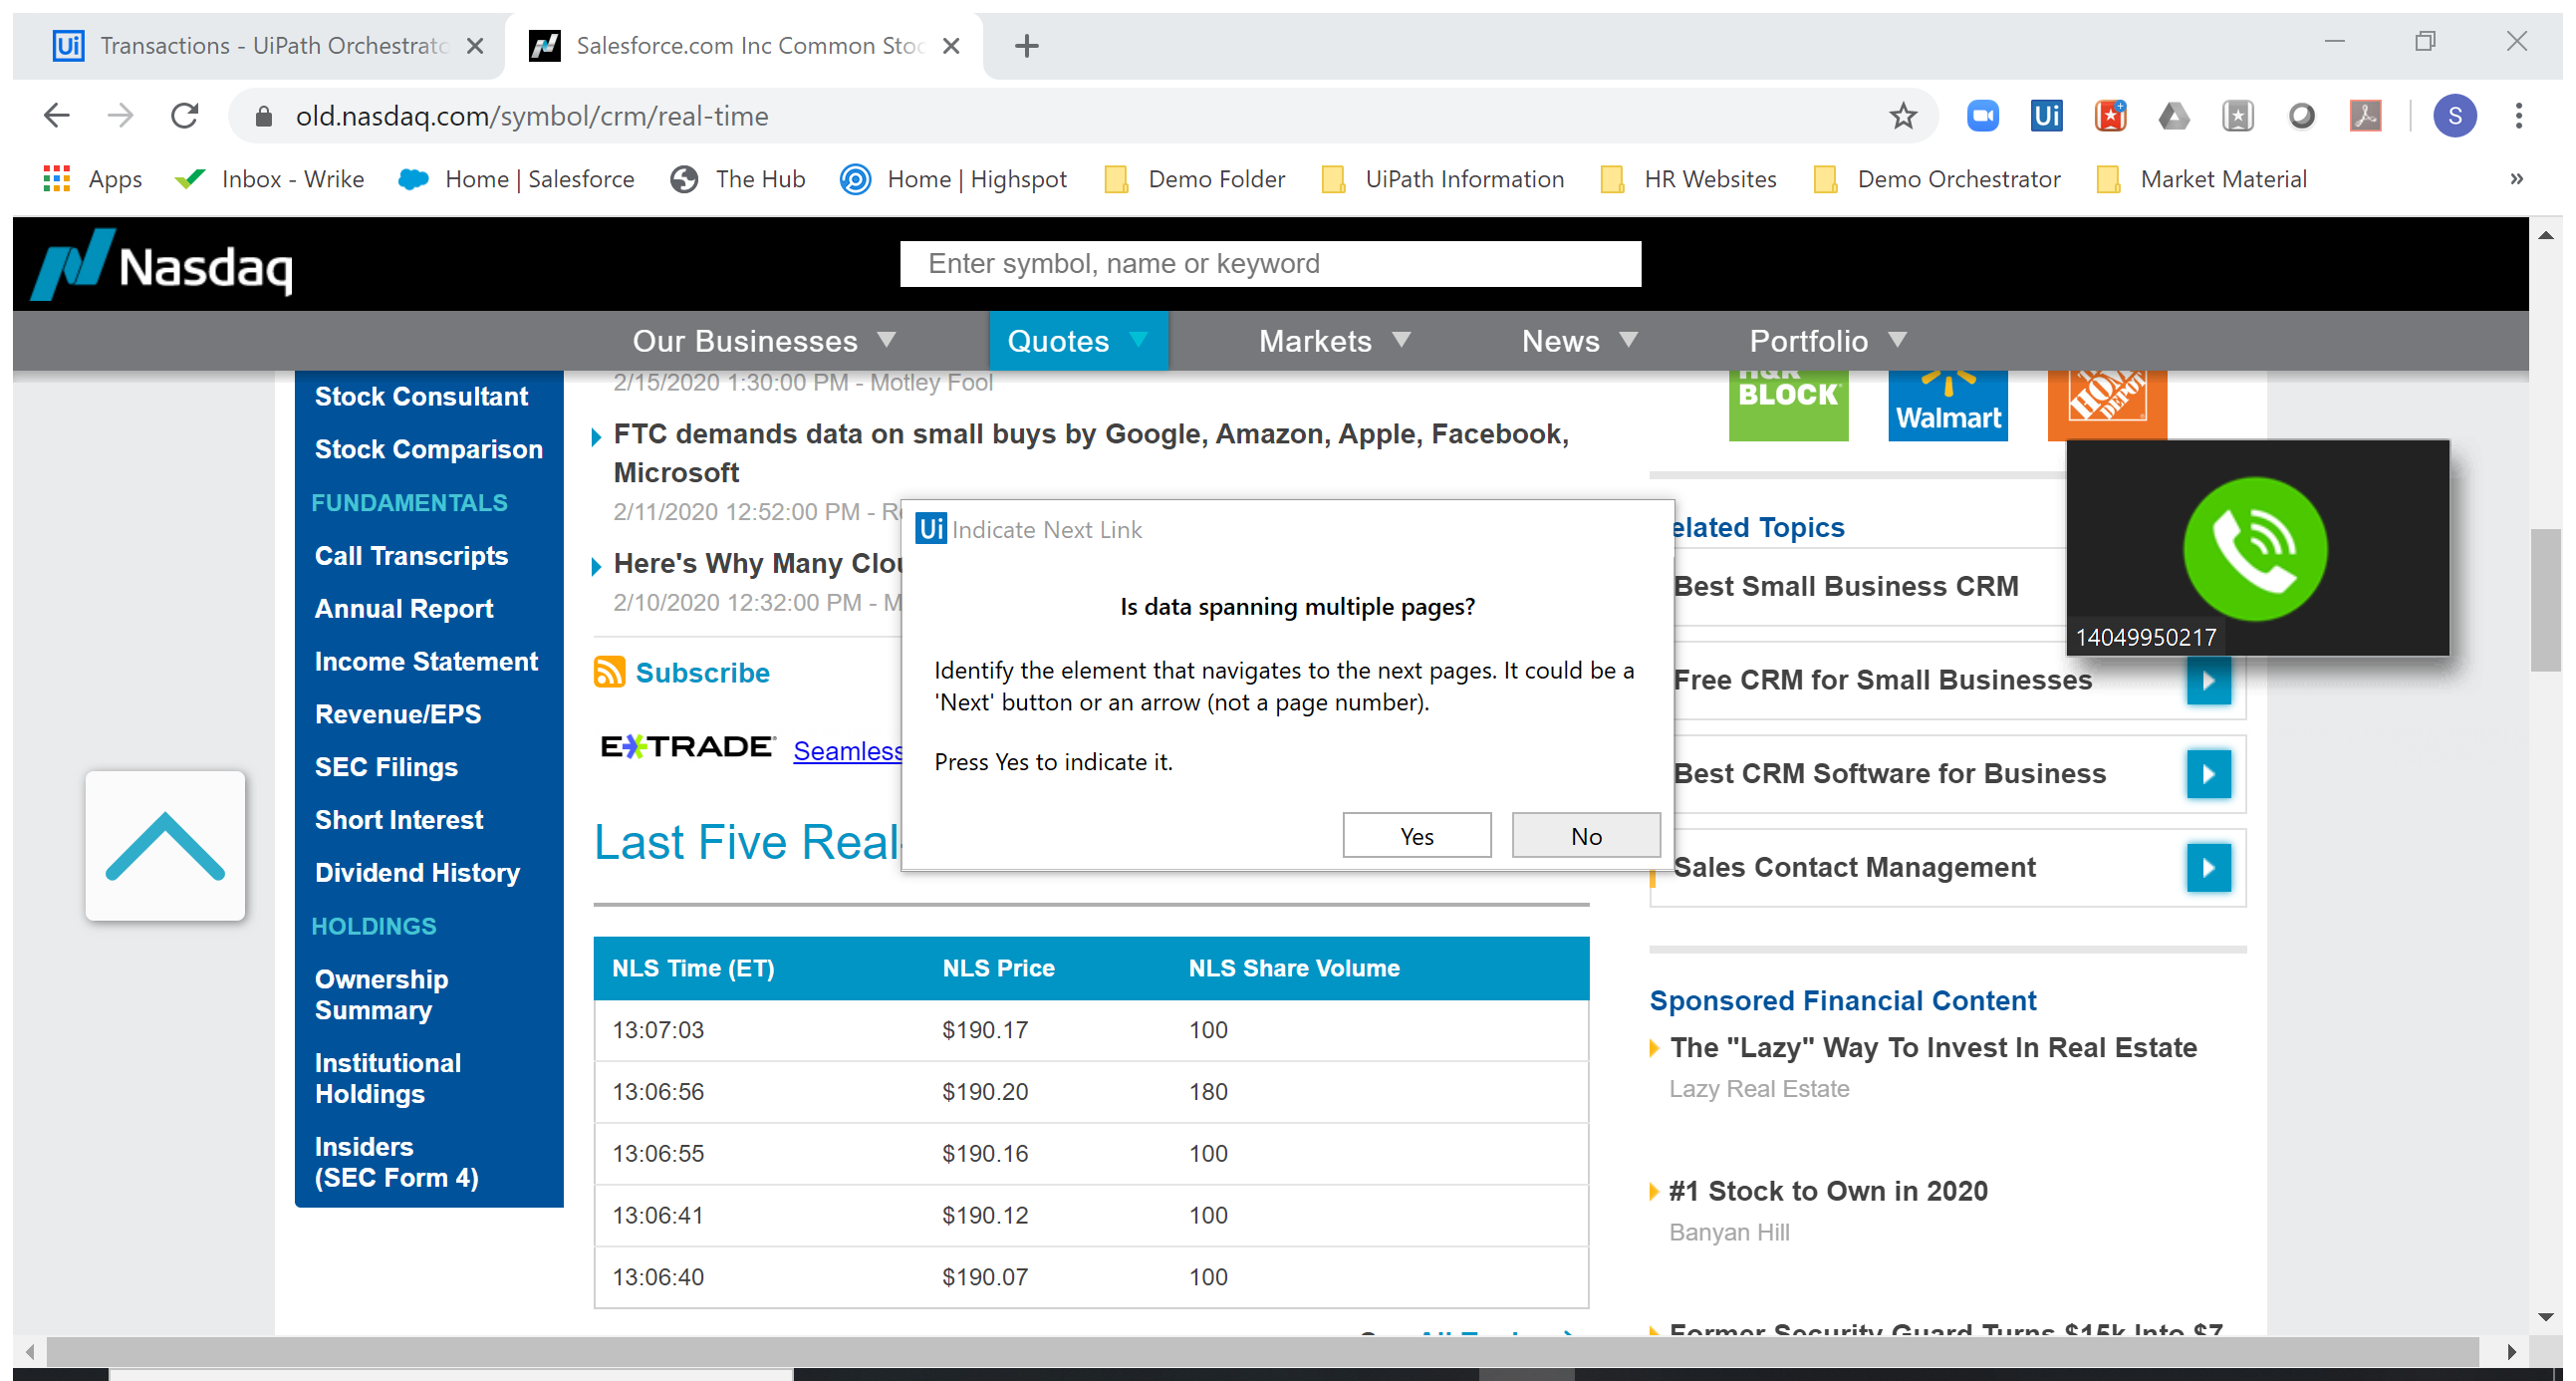 Transactions - UiPath Orchestrato
Salesforce.com Inc Common Stoc
old.nasdaq.com/symbol/crm/real-time
Ui
S
Apps
Inbox - Wrike
Home | Salesforce
The Hub
Home | Highspot
Demo Folder
UiPath Information
HR Websites
Demo Orchestrator
Market Material
»
Nasdaq
Enter symbol, name or keyword
Our Businesses
Quotes
Markets
News
Portfolio
Stock Consultant
Stock Comparison
FUNDAMENTALS
Call Transcripts
Annual Report
Income Statement
Revenue/EPS
SEC Filings
Short Interest
Dividend History
HOLDINGS
Ownership
Summary
Institutional
Holdings
Insiders
(SEC Form 4)
2/15/2020 1:30:00 PM - Motley Fool
FTC demands data on small buys by Google, Amazon, Apple, Facebook,
Microsoft
2/11/2020 12:52:00 PM - Re
Here's Why Many Clou
2/10/2020 12:32:00 PM - M
Subscribe
E*TRADE
Seamless
Last Five Real-
Ui Indicate Next Link
Is data spanning multiple pages?
Identify the element that navigates to the next pages. It could be a
'Next' button or an arrow (not a page number).
Press Yes to indicate it.
Yes
No
NLS Time (ET) NLS Price NLS Share Volume
13:07:03 $190.17 100
13:06:56 $190.20 180
13:06:55 $190.16 100
13:06:41 $190.12 100
13:06:40 $190.07 100
H&R
BLOCK
Walmart
HOME
DEPOT
14049950217
elated Topics
Best Small Business CRM
Free CRM for Small Businesses
Best CRM Software for Business
Sales Contact Management
Sponsored Financial Content
The "Lazy" Way To Invest In Real Estate
Lazy Real Estate
#1 Stock to Own in 2020
Banyan Hill
Former Security Guard Turns $15k Into $7